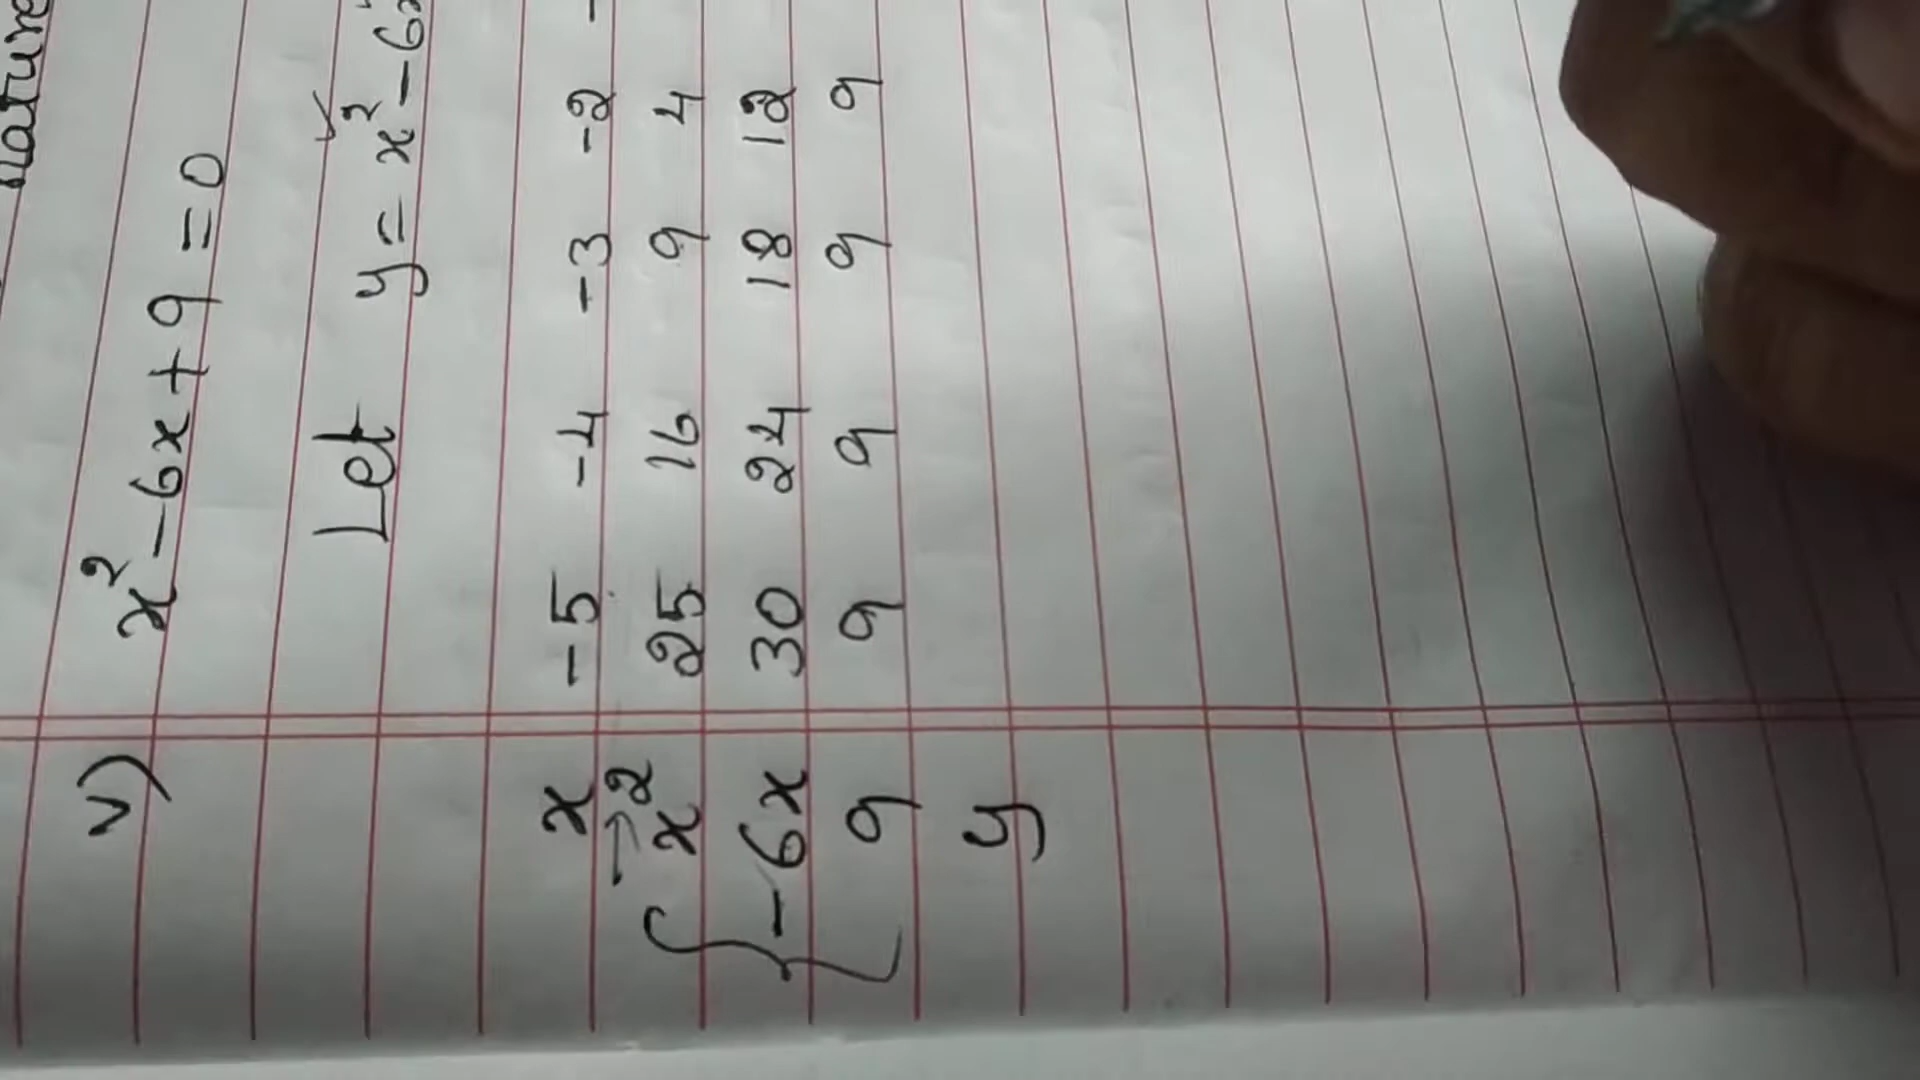 nature
v) x² - 6x + 9 = 0
Let y = x² - 6x
x -5 -4 -3 -2 -
x² 25 16 9 4
-6x 30 24 18 12
9 9 9 9 9
y